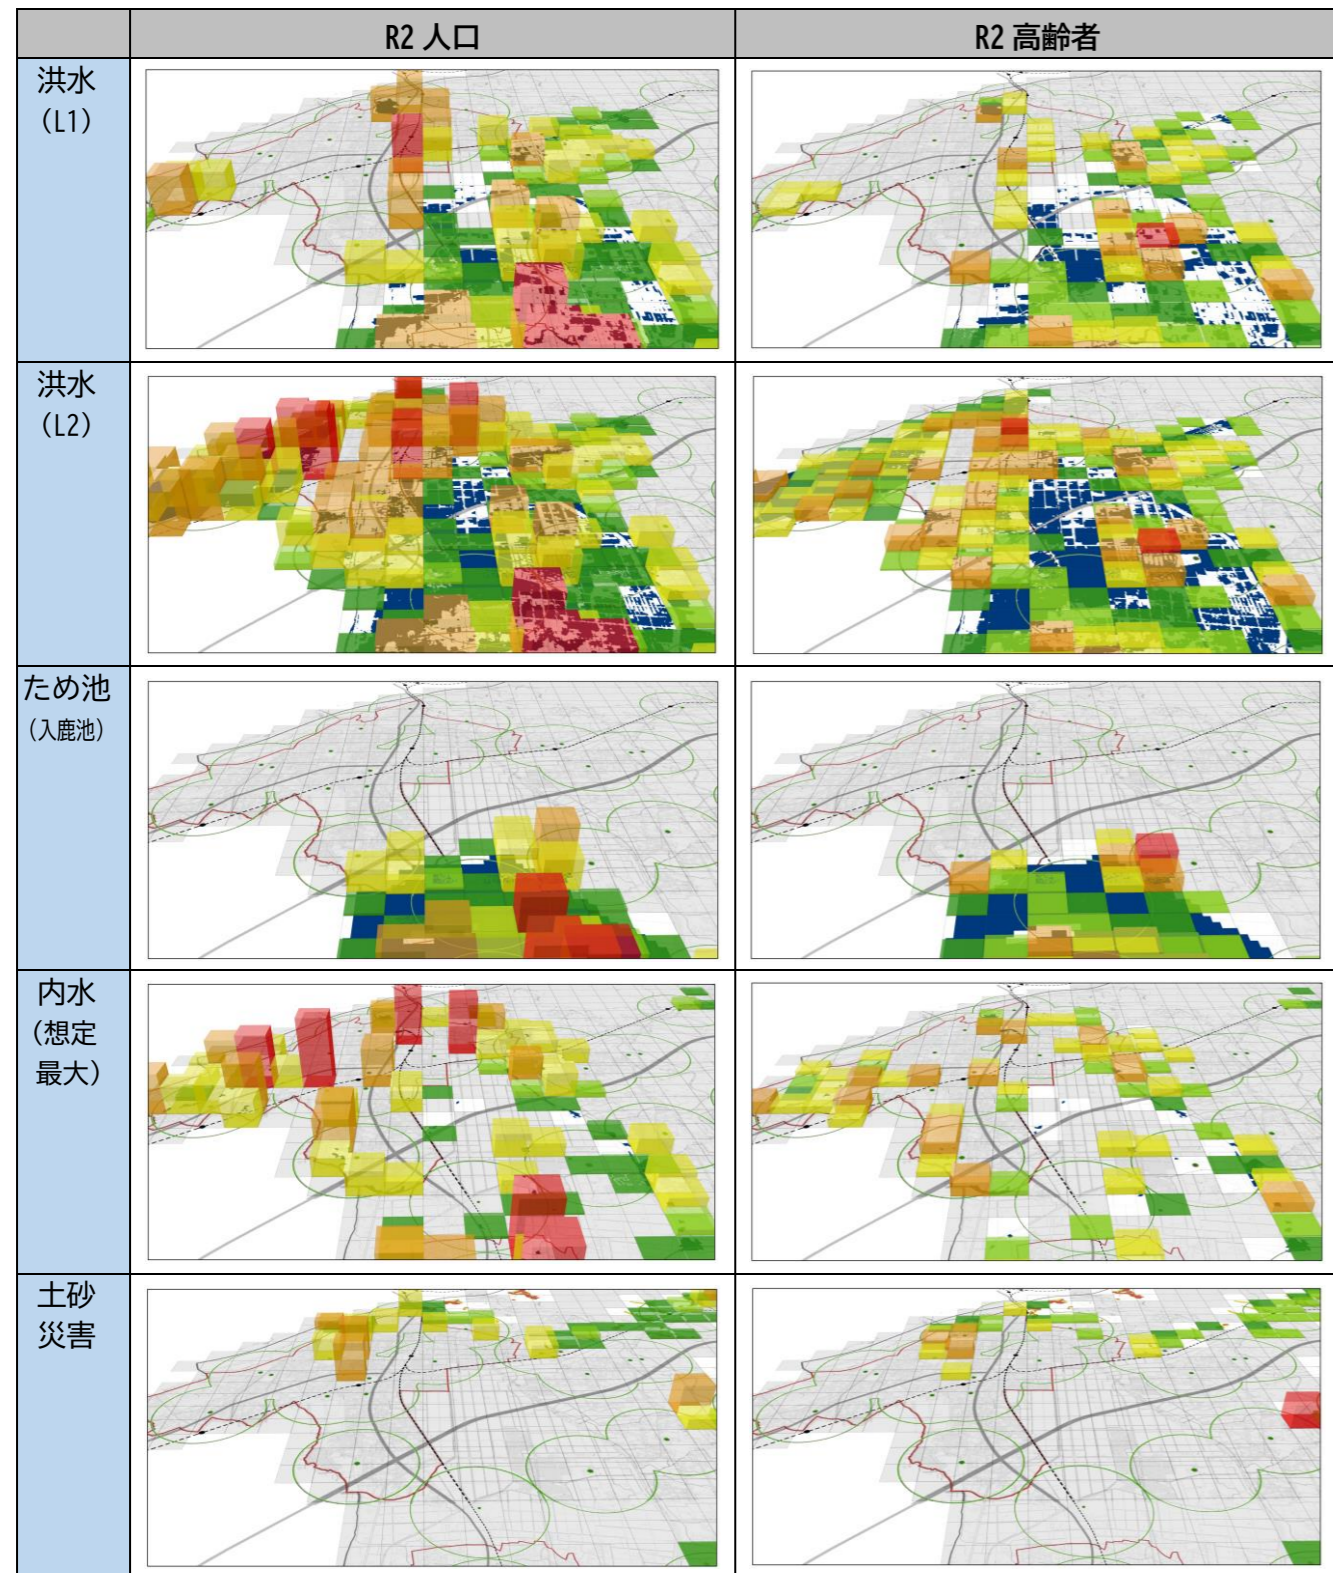 R2 人口
R2 高齢者
洪水
（L1）
洪水
（L2）
ため池
（入鹿池）
内水
（想定
最大）
土砂
災害